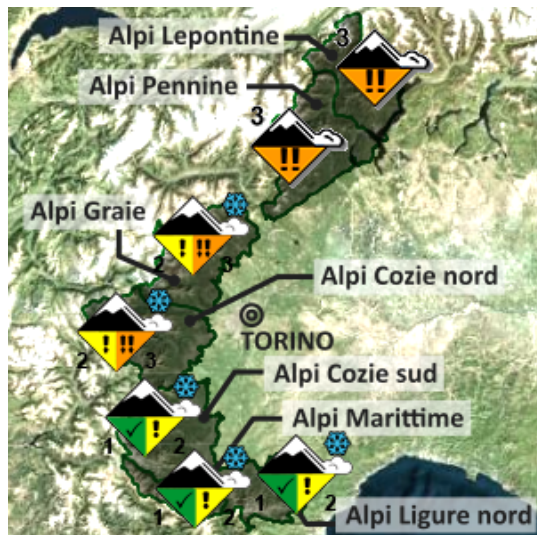 Alpi Lepontine
3
!!
Alpi Pennine
3
!!
Alpi Graie
! !!
2 3
Alpi Cozie nord
! !!
2 3
TORINO
Alpi Cozie sud
✓ !
1 2
Alpi Marittime
✓ !
1 2
✓ !
1 2
Alpi Ligure nord